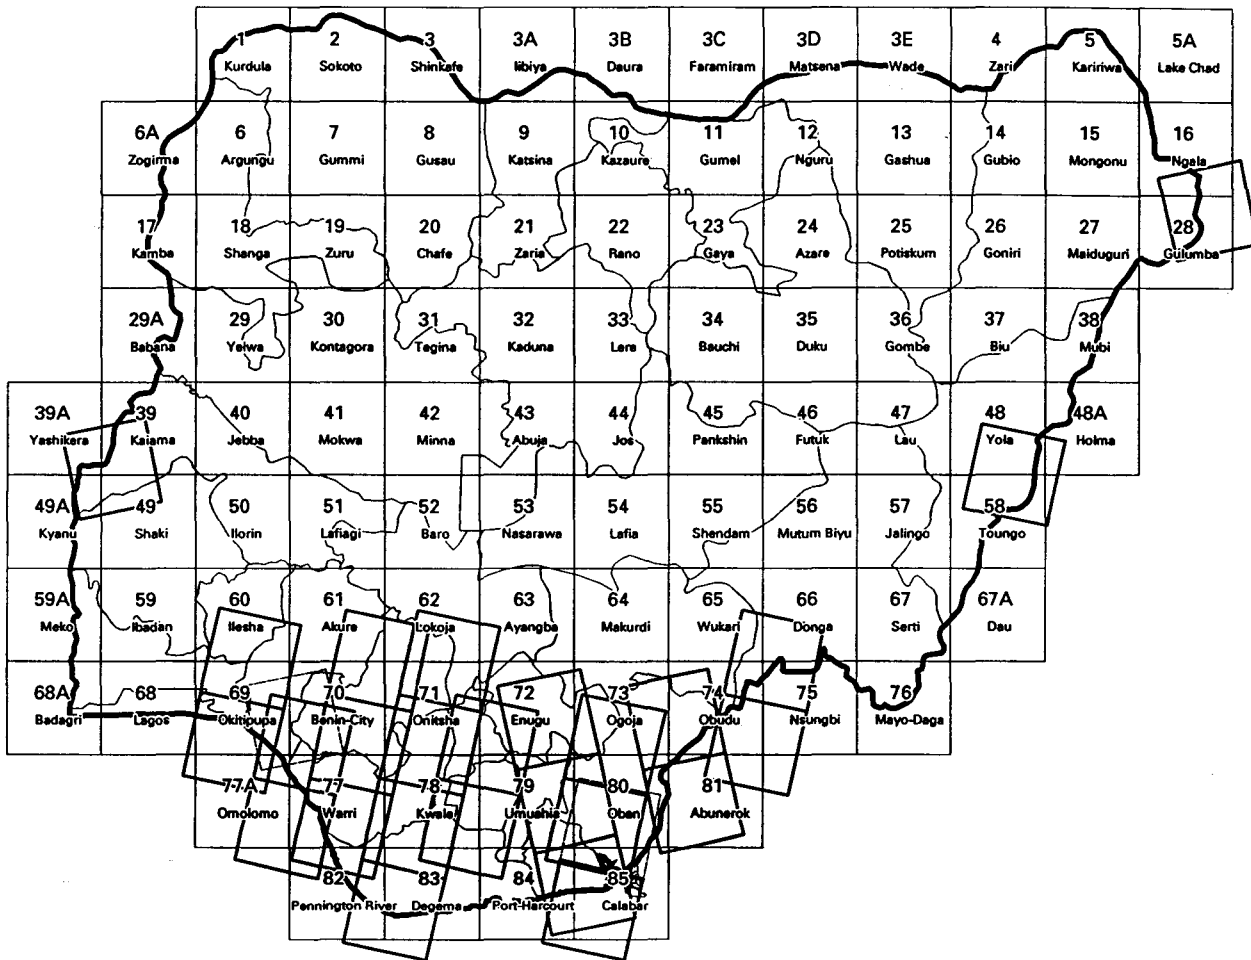 1 2 3 3A 3B 3C 3D 3E 4 5 5A
Kurdula Sokoto Shinkafe Iibiya Daura Faramiram Matsena Wade Zari Karirwa Lake Chad
6A 6 7 8 9 10 11 12 13 14 15 16
Zogirma Argungu Gummi Gusau Katsina Kazaure Gumel Nguru Gashua Gubio Mongonu Ngala
17 18 19 20 21 22 23 24 25 26 27 28
Kamba Shanga Zuru Chafe Zaria Rano Gaya Azare Potiskum Goniri Maiduguri Gulumba
29A 29 30 31 32 33 34 35 36 37 38
Babana Yelwa Kontagora Tegina Kaduna Lere Bauchi Duku Gombe Biu Mubi
39A 39 40 41 42 43 44 45 46 47 48 48A
Yashikera Kaiama Jebba Mokwa Minna Abuja Jos Pankshin Futuk Lau Yola Holma
49A 49 50 51 52 53 54 55 56 57 58
Kyanu Shaki Ilorin Lafiagi Baro Nasarawa Lafia Shendam Mutum Biyu Jalingo Toungo
59A 59 60 61 62 63 64 65 66 67 67A
Meko Ibadan Ilesha Akure Lokoja Ayangba Makurdi Wukari Donga Serti Dau
68A 68 69 70 71 72 73 74 75 76
Badagri Lagos Okitipupa Benin-City Onitsha Enugu Ogoja Obudu Nsungbi Mayo-Daga
77A 77 78 79 80 81
Omolomo Warri Kwale Umuahia Oban Abunerok
82 83 84 85
Pennington River Degema Port-Harcourt Calabar